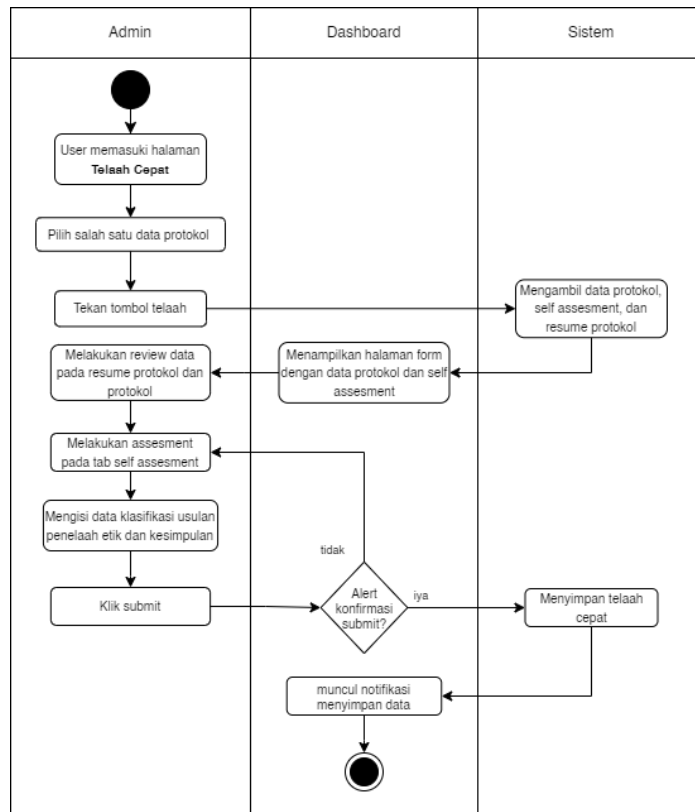 Admin
Dashboard
Sistem
User memasuki halaman
Telaah Cepat
Pilih salah satu data protokol
Tekan tombol telaah
Mengambil data protokol,
self assesment, dan
resume protokol
Menampilkan halaman form
dengan data protokol dan self
assesment
Melakukan review data
pada resume protokol dan
protokol
Melakukan assesment
pada tab self assesment
Mengisi data klasifikasi usulan
penelaah etik dan kesimpulan
Klik submit
tidak
Alert
konfirmasi
submit?
iya
Menyimpan telaah
cepat
muncul notifikasi
menyimpan data